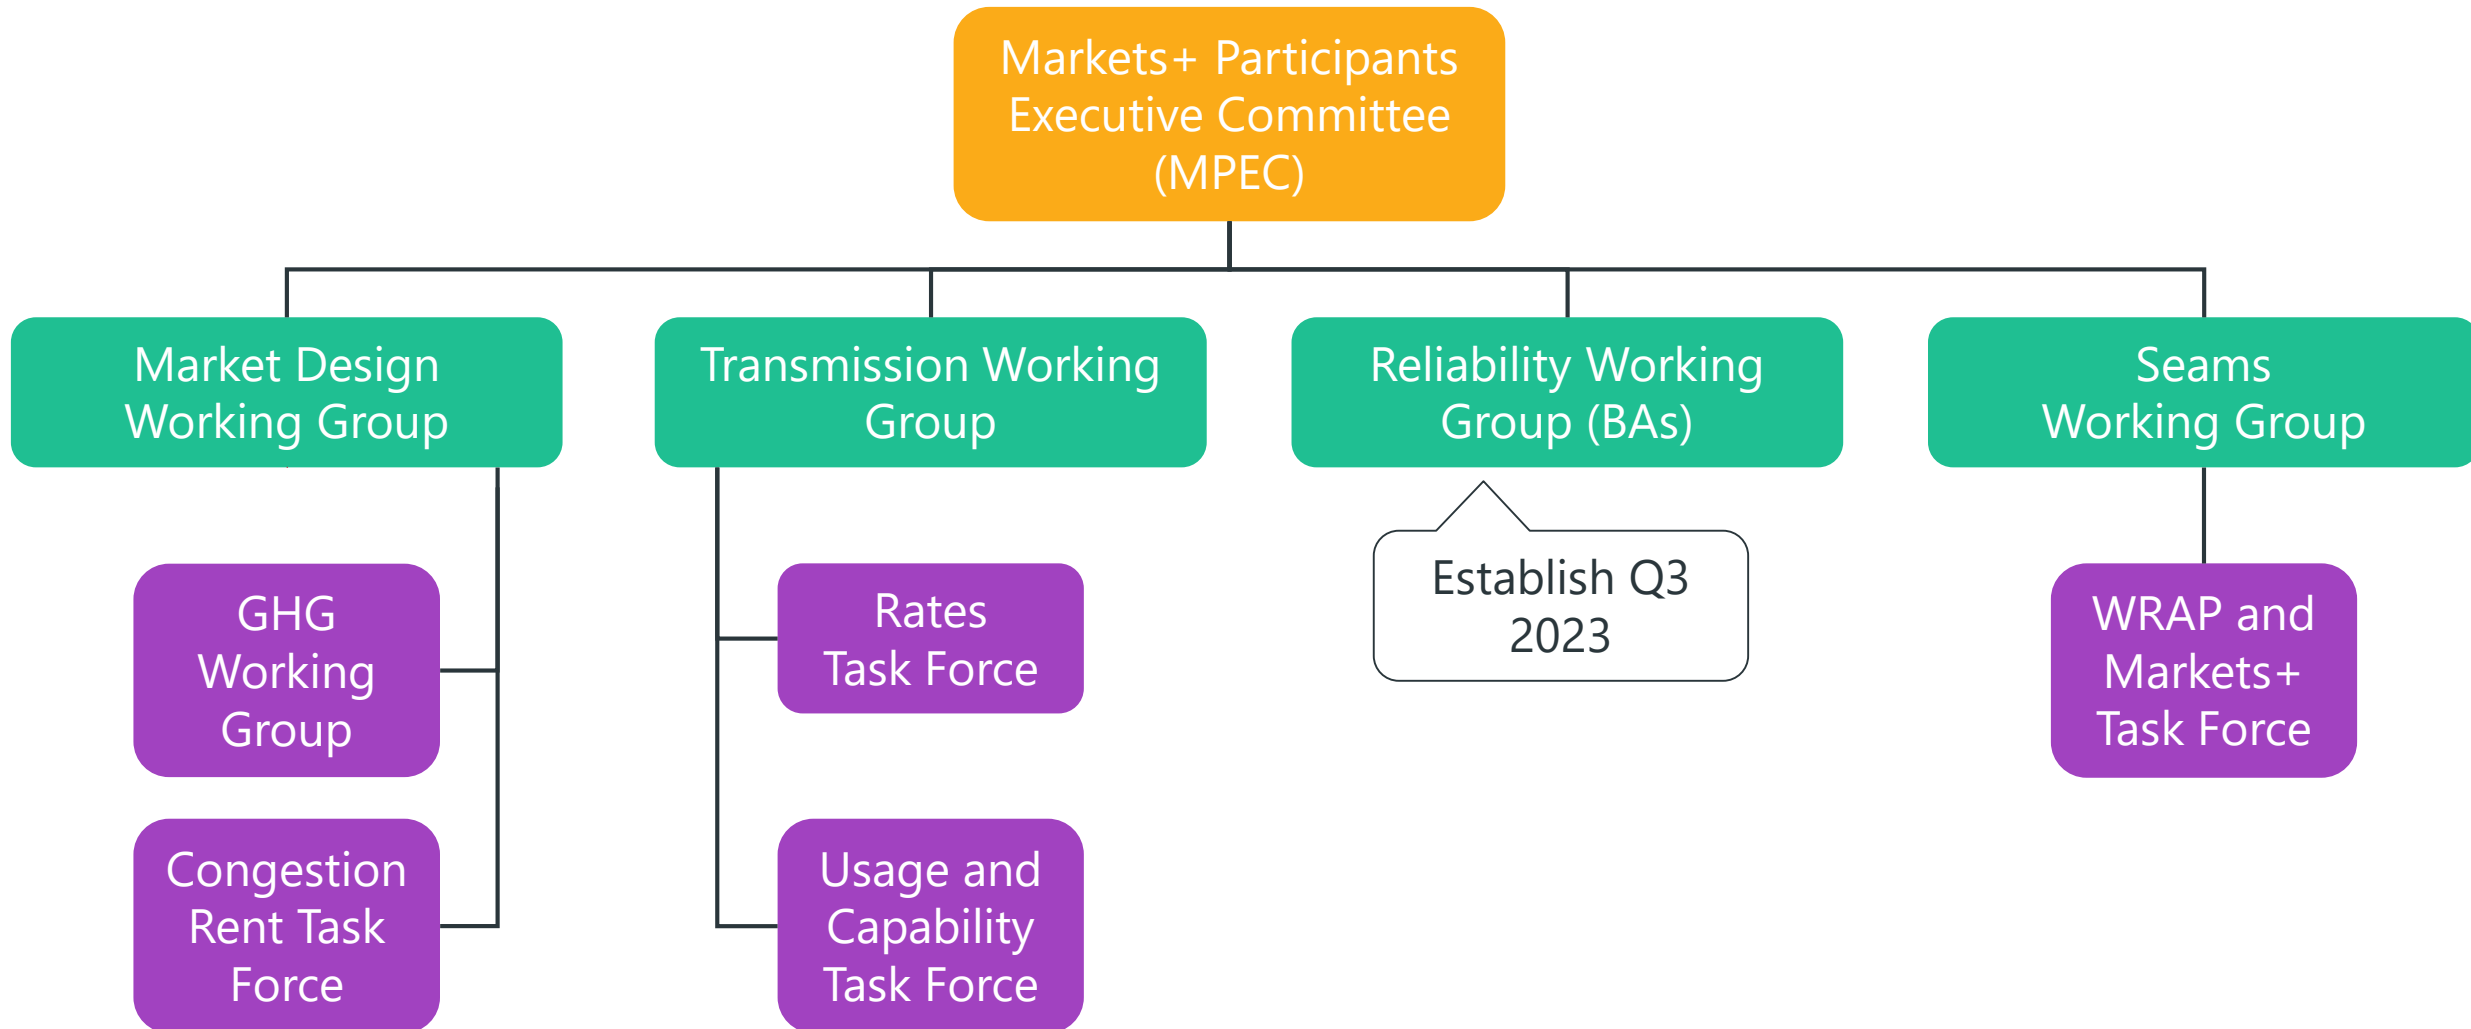 Markets+ Participants
Executive Committee
(MPEC)
Market Design
Working Group
Transmission Working
Group
Reliability Working
Group (BAs)
Seams
Working Group
GHG
Working
Group
Rates
Task Force
Establish Q3
2023
WRAP and
Markets+
Task Force
Congestion
Rent Task
Force
Usage and
Capability
Task Force